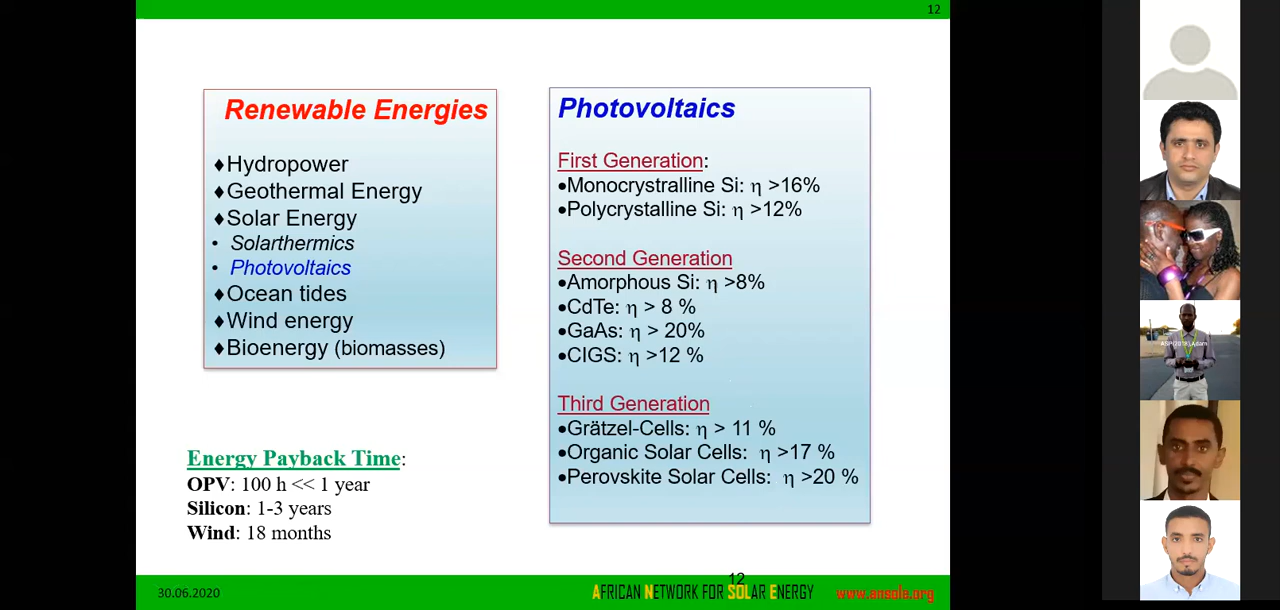 12
Renewable Energies
♦Hydropower
♦Geothermal Energy
♦Solar Energy
• Solarthermics
• Photovoltaics
♦Ocean tides
♦Wind energy
♦Bioenergy (biomasses)
Energy Payback Time:
OPV: 100 h << 1 year
Silicon: 1-3 years
Wind: 18 months
Photovoltaics
First Generation:
•Monocrystralline Si: η >16%
•Polycrystalline Si: η >12%
Second Generation
•Amorphous Si: η >8%
•CdTe: η > 8 %
•GaAs: η > 20%
•CIGS: η >12 %
Third Generation
•Grätzel-Cells: η > 11 %
•Organic Solar Cells: η >17 %
•Perovskite Solar Cells: η >20 %
30.06.2020
12
AFRICAN NETWORK FOR SOLAR ENERGY
www.ansole.org